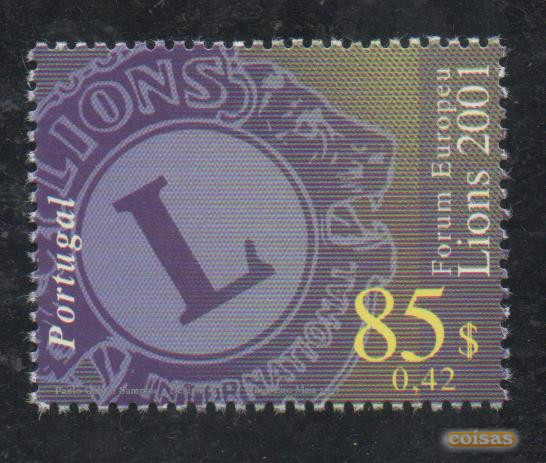 LIONS
L
INTERNATIONAL
Portugal
Forum Europeu
Lions 2001
85$
0,42
coisas